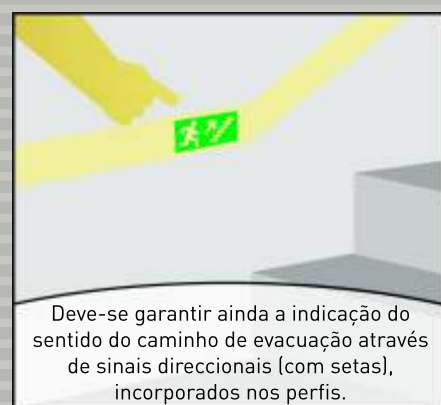 Deve-se garantir ainda a indicação do
sentido do caminho de evacuação através
de sinais direccionais (com setas),
incorporados nos perfis.